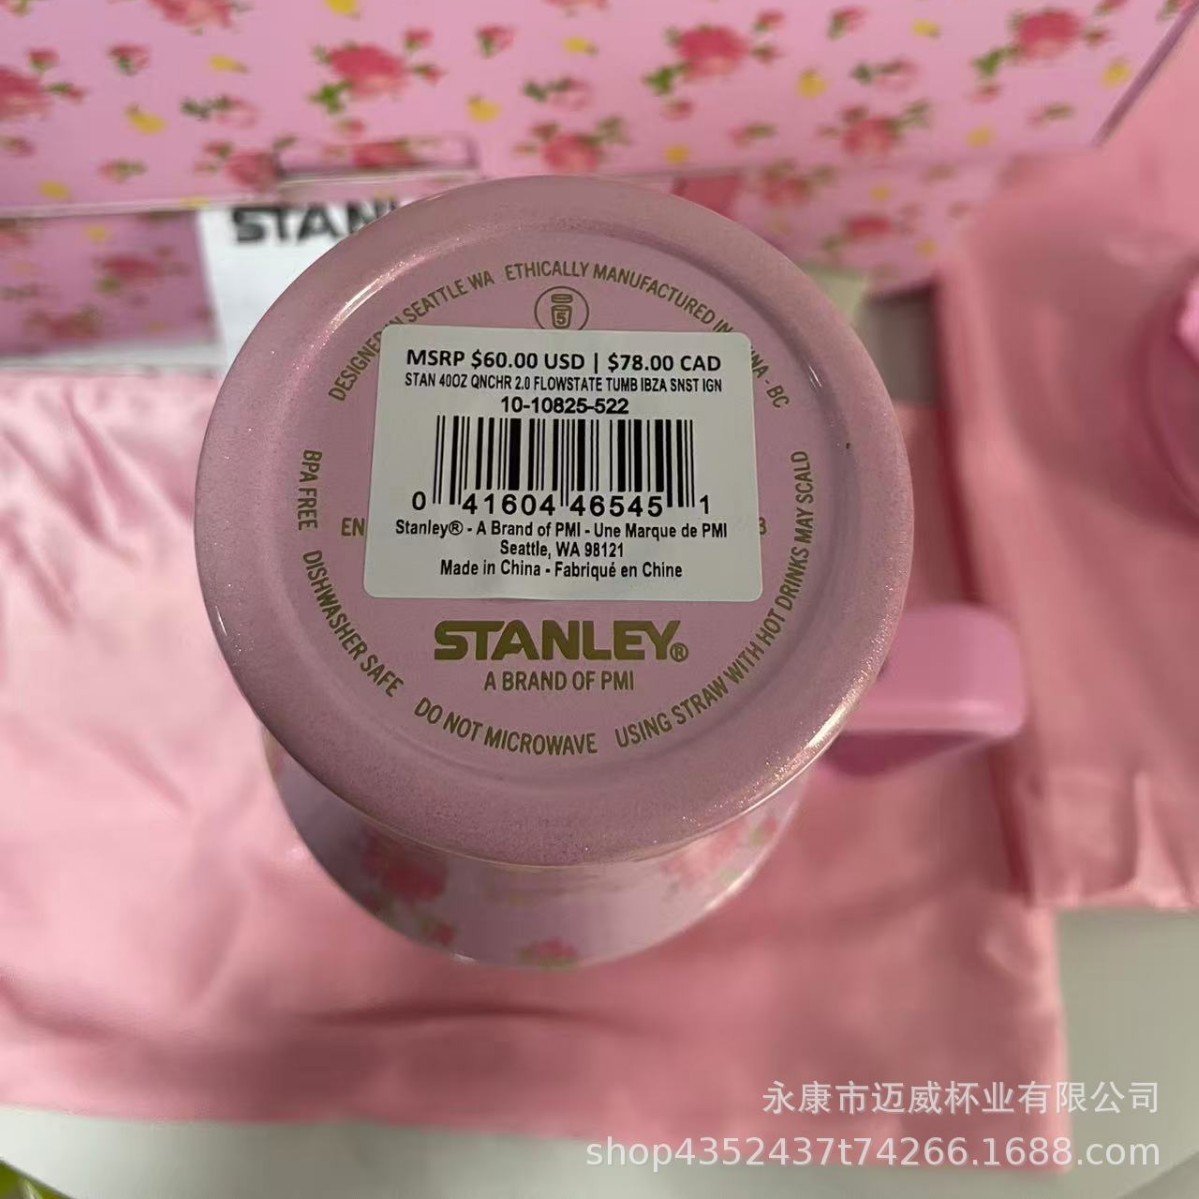 STAN
DESIGNED IN SEATTLE WA ETHICALLY MANUFACTURED IN - BC
5
MSRP $60.00 USD | $78.00 CAD
STAN 40OZ QNCHR 2.0 FLOWSTATE TUMB IBZA SNST IGN
10-10825-522
0 41604 46545 1
Stanley® - A Brand of PMI - Une Marque de PMI
Seattle, WA 98121
Made in China - Fabriqué en Chine
EN
STANLEY®
A BRAND OF PMI
BPA FREE DISHWASHER SAFE DO NOT MICROWAVE USING STRAW WITH HOT DRINKS MAY SCALD
永康市迈威杯业有限公司
shop4352437t74266.1688.com